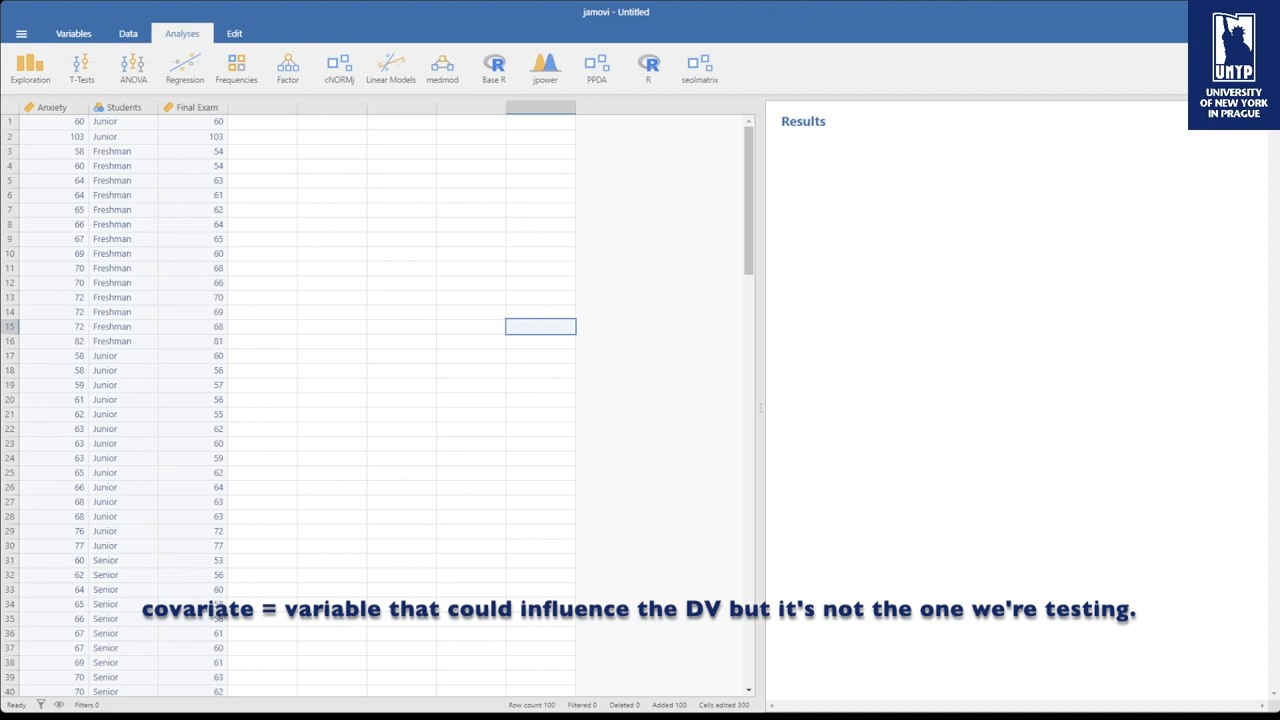 jamovi - Untitled
Variables Data Analyses Edit
Exploration T-Tests ANOVA Regression Frequencies Factor cNORMj Linear Models medmod Base R jpower PPDA R seolmatrix
UNYP
UNIVERSITY
OF NEW YORK
IN PRAGUE
Anxiety Students Final Exam
Results
1 60 Junior 60
2 103 Junior 103
3 58 Freshman 54
4 60 Freshman 54
5 64 Freshman 63
6 64 Freshman 61
7 65 Freshman 62
8 66 Freshman 64
9 67 Freshman 65
10 69 Freshman 60
11 70 Freshman 68
12 70 Freshman 66
13 72 Freshman 70
14 72 Freshman 69
15 72 Freshman 68
16 82 Freshman 81
17 58 Junior 60
18 58 Junior 56
19 59 Junior 57
20 61 Junior 56
21 62 Junior 55
22 63 Junior 62
23 63 Junior 60
24 63 Junior 59
25 65 Junior 62
26 66 Junior 64
27 68 Junior 63
28 68 Junior 63
29 76 Junior 72
30 77 Junior 77
31 60 Senior 53
32 62 Senior 56
33 64 Senior 60
34 65 Senior
covariate = variable that could influence the DV but it's not the one we're testing.
35 66 Senior
36 67 Senior 61
37 67 Senior 60
38 69 Senior 61
39 70 Senior 63
40 70 Senior 62
Ready Filters 0 Row count 100 Filtered 0 Deleted 0 Added 100 Cells edited 300